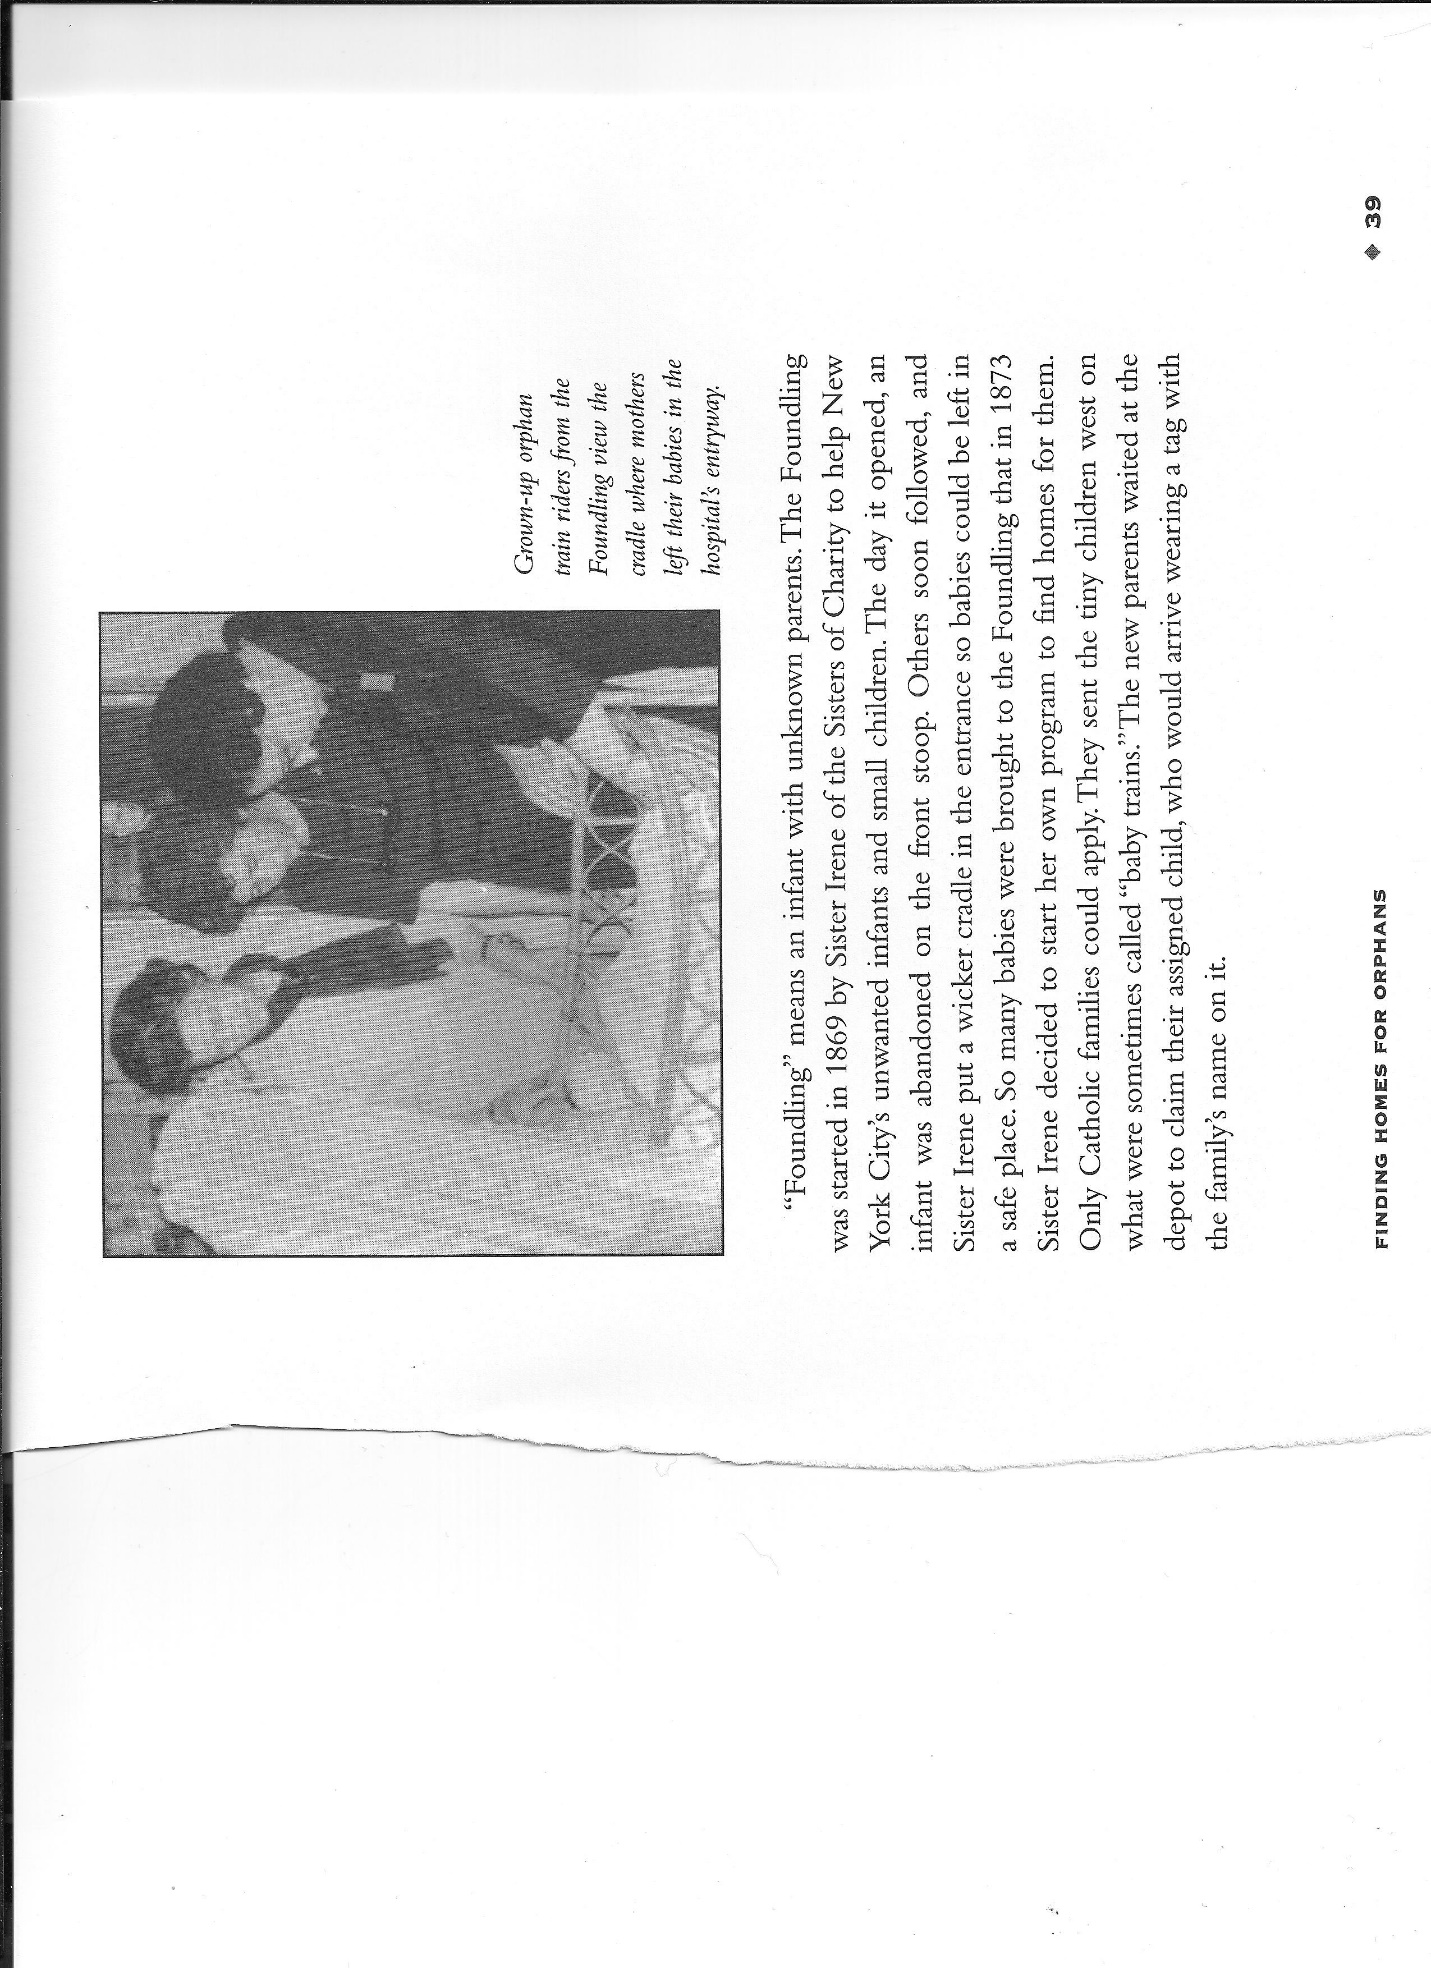 Grown-up orphan
train riders from the
Foundling view the
cradle where mothers
left their babies in the
hospital's entryway.
“Foundling” means an infant with unknown parents. The Foundling
was started in 1869 by Sister Irene of the Sisters of Charity to help New
York City's unwanted infants and small children. The day it opened, an
infant was abandoned on the front stoop. Others soon followed, and
Sister Irene put a wicker cradle in the entrance so babies could be left in
a safe place. So many babies were brought to the Foundling that in 1873
Sister Irene decided to start her own program to find homes for them.
Only Catholic families could apply. They sent the tiny children west on
what were sometimes called “baby trains.” The new parents waited at the
depot to claim their assigned child, who would arrive wearing a tag with
the family's name on it.
FINDING HOMES FOR ORPHANS ◆ 39